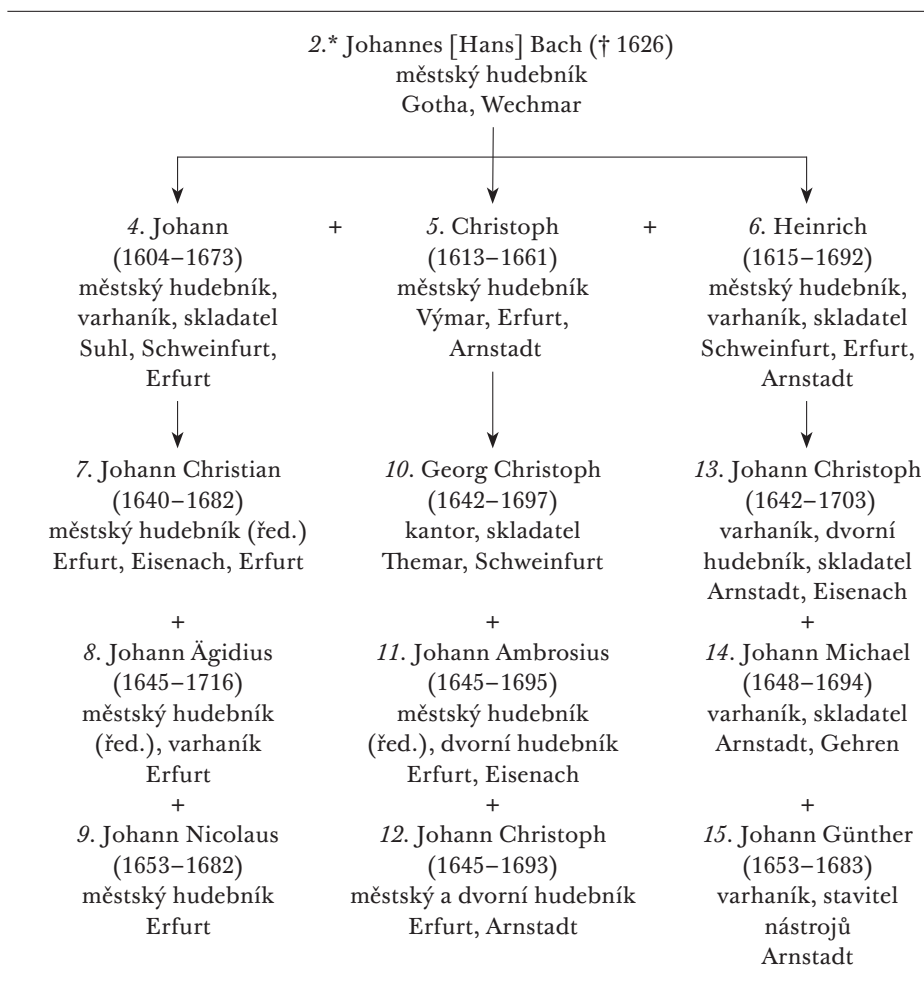 2.* Johannes [Hans] Bach († 1626)
městský hudebník
Gotha, Wechmar
4. Johann
(1604–1673)
městský hudebník,
varhaník, skladatel
Suhl, Schweinfurt,
Erfurt
+
5. Christoph
(1613–1661)
městský hudebník
Výmar, Erfurt,
Arnstadt
+
6. Heinrich
(1615–1692)
městský hudebník,
varhaník, skladatel
Schweinfurt, Erfurt,
Arnstadt
7. Johann Christian
(1640–1682)
městský hudebník (řed.)
Erfurt, Eisenach, Erfurt
+
8. Johann Ägidius
(1645–1716)
městský hudebník
(řed.), varhaník
Erfurt
+
9. Johann Nicolaus
(1653–1682)
městský hudebník
Erfurt
10. Georg Christoph
(1642–1697)
kantor, skladatel
Themar, Schweinfurt
+
11. Johann Ambrosius
(1645–1695)
městský hudebník
(řed.), dvorní hudebník
Erfurt, Eisenach
+
12. Johann Christoph
(1645–1693)
městský a dvorní hudebník
Erfurt, Arnstadt
13. Johann Christoph
(1642–1703)
varhaník, dvorní
hudebník, skladatel
Arnstadt, Eisenach
+
14. Johann Michael
(1648–1694)
varhaník, skladatel
Arnstadt, Gehren
+
15. Johann Günther
(1653–1683)
varhaník, stavitel
nástrojů
Arnstadt